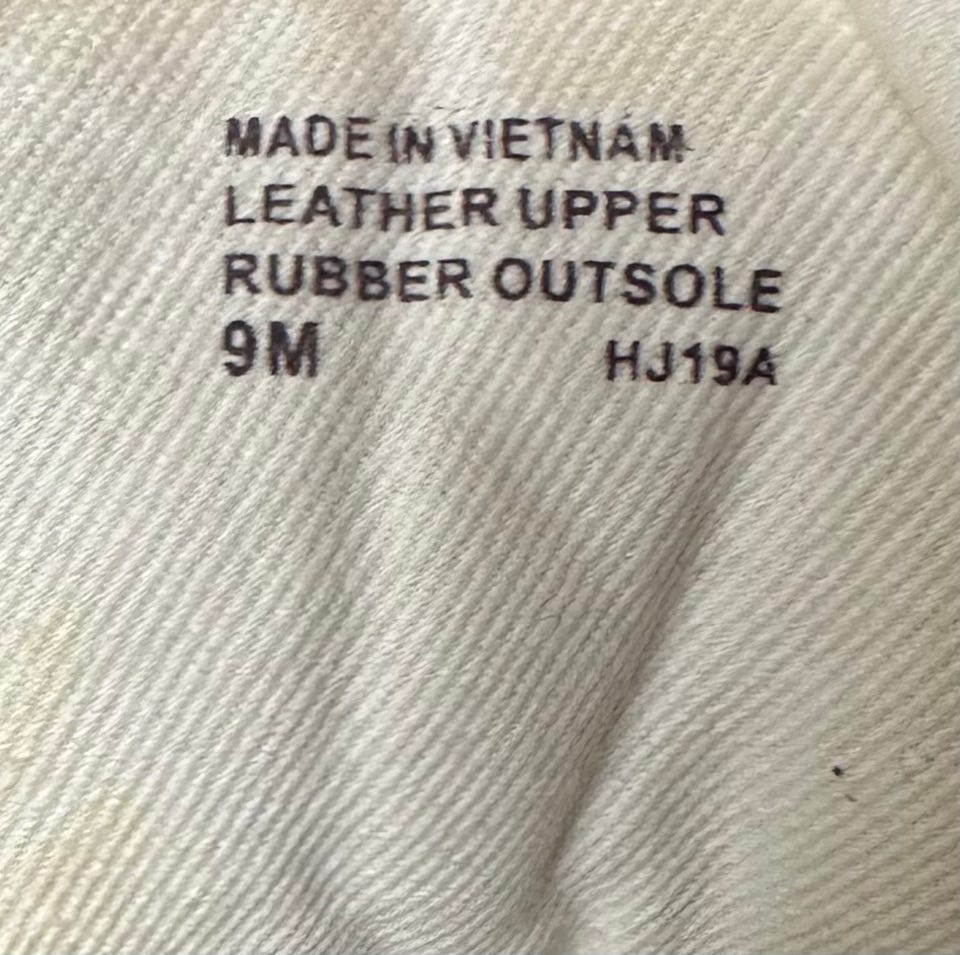 MADE IN VIETNAM
LEATHER UPPER
RUBBER OUTSOLE
9M HJ19A